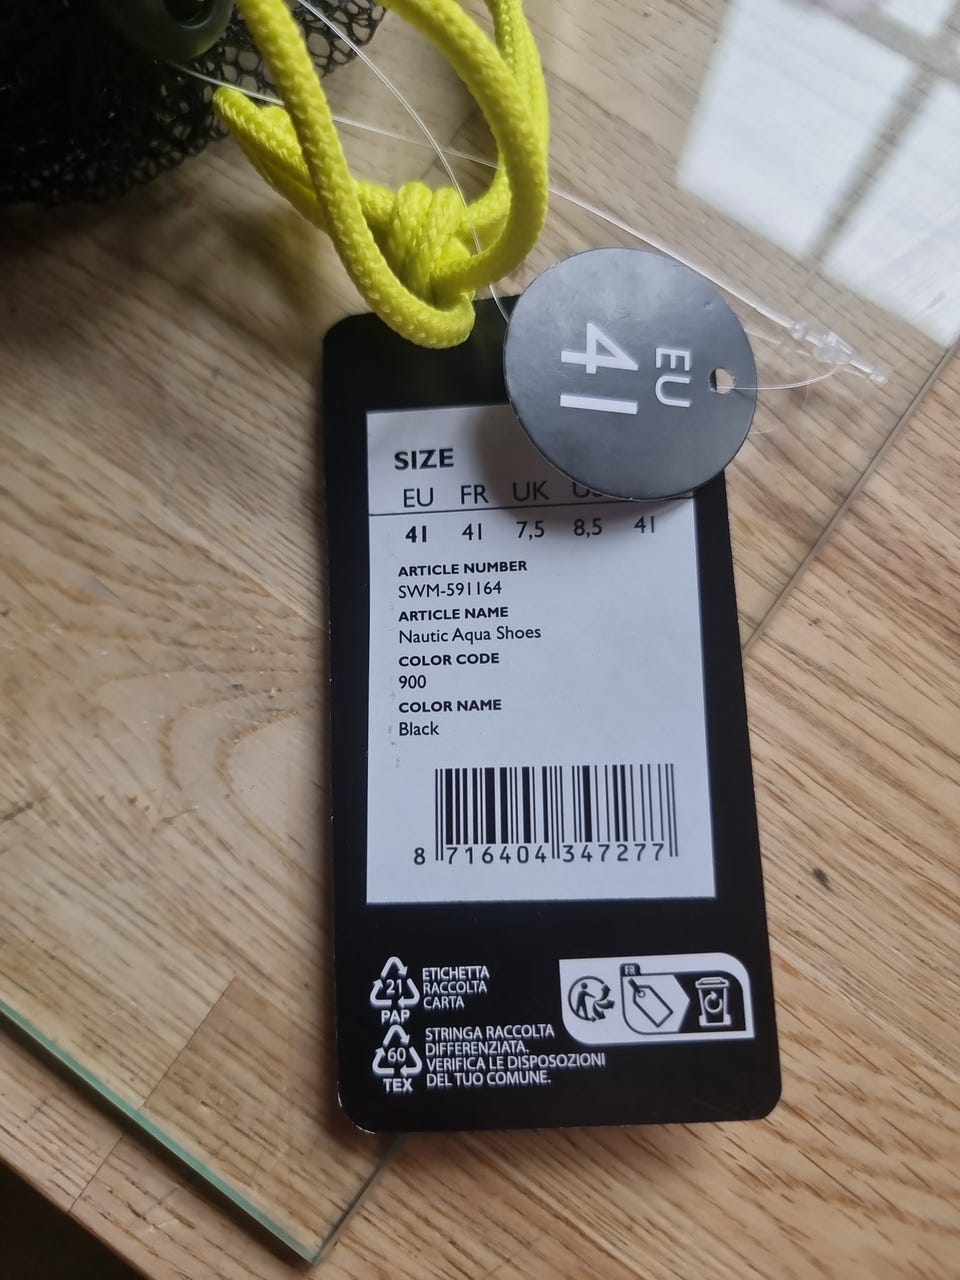 EU
41
SIZE
EU FR UK
41 41 7,5 8,5 41
ARTICLE NUMBER
SWM-591164
ARTICLE NAME
Nautic Aqua Shoes
COLOR CODE
900
COLOR NAME
Black
8 716404 347277
21
PAP
ETICHETTA
RACCOLTA
CARTA
60
TEX
STRINGA RACCOLTA
DIFFERENZIATA.
VERIFICA LE DISPOSIZIONI
DEL TUO COMUNE.
FR